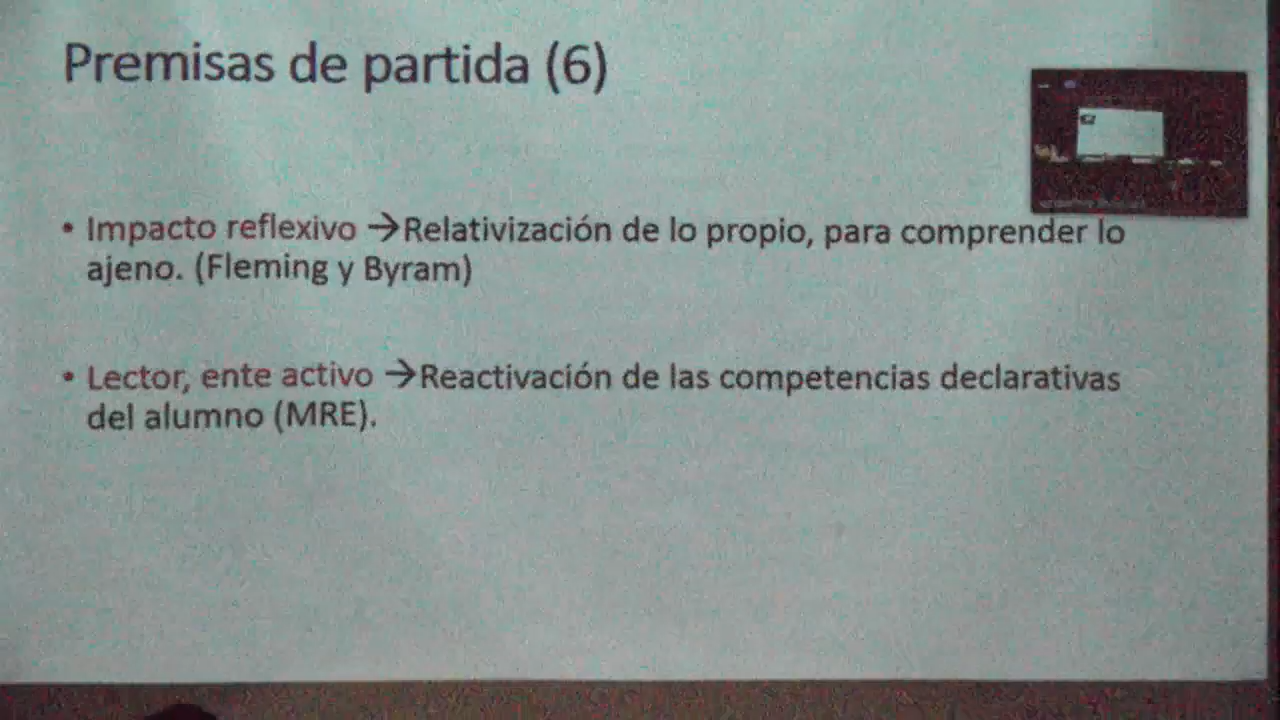 Premisas de partida (6)
• Impacto reflexivo →Relativización de lo propio, para comprender lo
ajeno. (Fleming y Byram)
• Lector, ente activo →Reactivación de las competencias declarativas
del alumno (MRE).